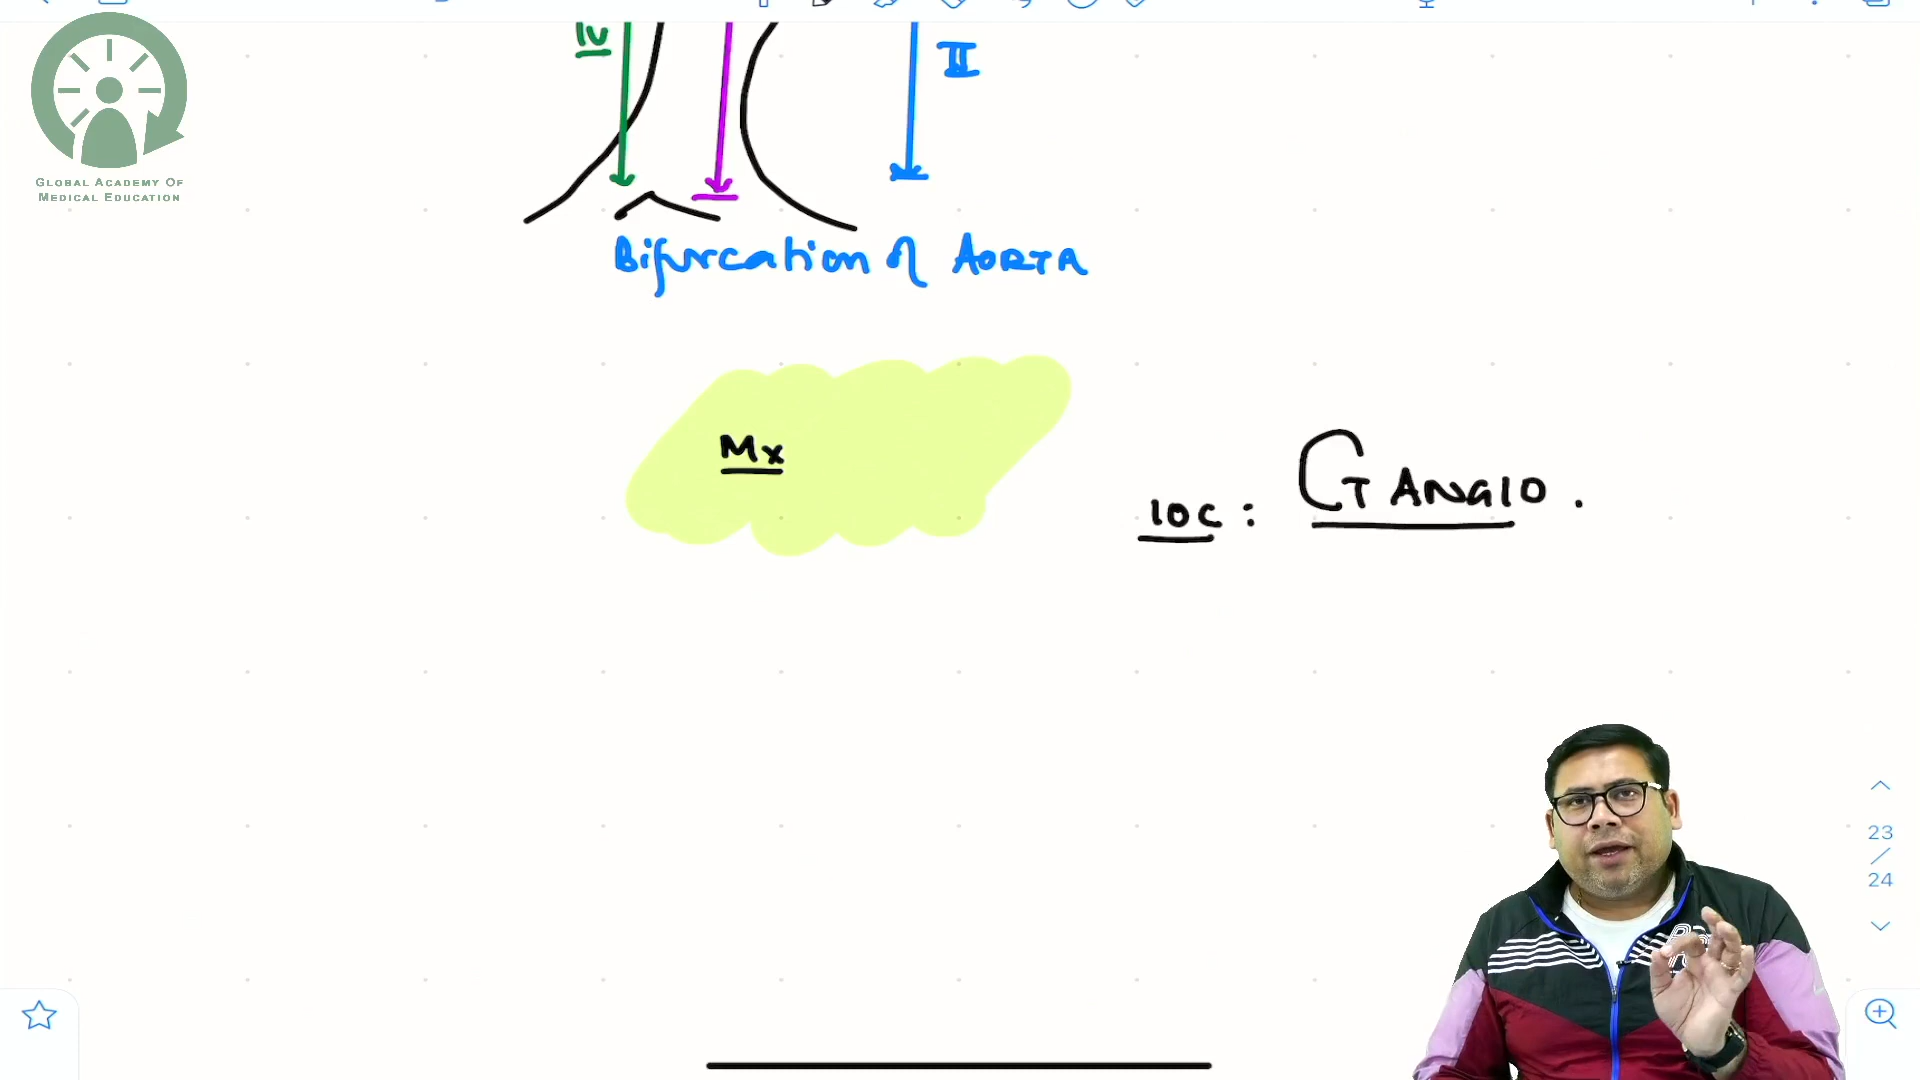 IV
II
GLOBAL ACADEMY OF
MEDICAL EDUCATION
Bifurcation of AORTA
Mx
IOC : CT ANGIO .
23
/
24